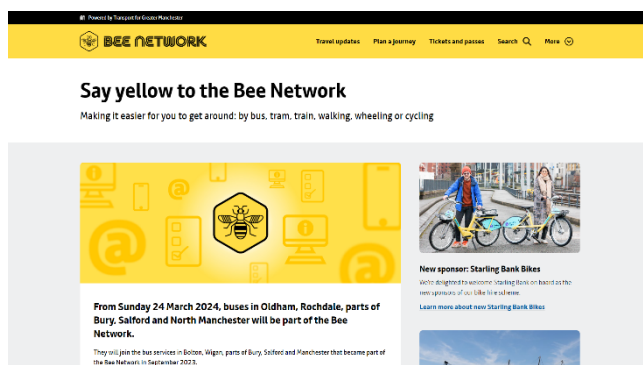 Powered by Transport for Greater Manchester
BEE NETWORK
Travel updates
Plan a journey
Tickets and passes
Search
More
Say yellow to the Bee Network
Making it easier for you to get around: by bus, tram, train, walking, wheeling or cycling
From Sunday 24 March 2024, buses in Oldham, Rochdale, parts of
Bury, Salford and North Manchester will be part of the Bee
Network.
They will join the bus services in Bolton, Wigan, parts of Bury, Salford and Manchester that became part of
the Bee Network in September 2023.
New sponsor: Starling Bank Bikes
We're delighted to welcome Starling Bank on board as the
new sponsors of our bike hire scheme.
Learn more about new Starling Bank Bikes